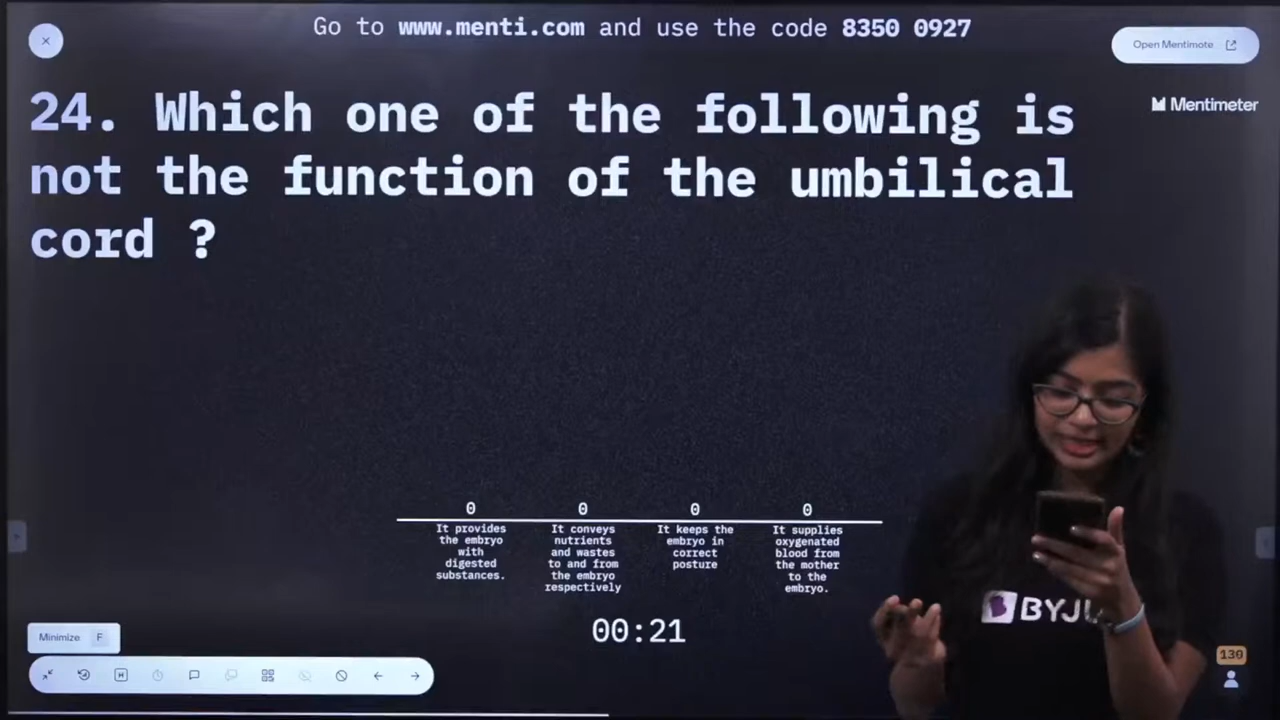 Go to www.menti.com and use the code 8350 0927
Open Mentimote
Mentimeter
24. Which one of the following is
not the function of the umbilical
cord ?
0
0
0
0
It provides
the embryo
with
digested
substances.
It conveys
nutrients
and wastes
to and from
the embryo
respectively
It keeps the
embryo in
correct
posture
It supplies
oxygenated
blood from
the mother
to the
embryo.
00:21
BYJU
Minimize F
H
130